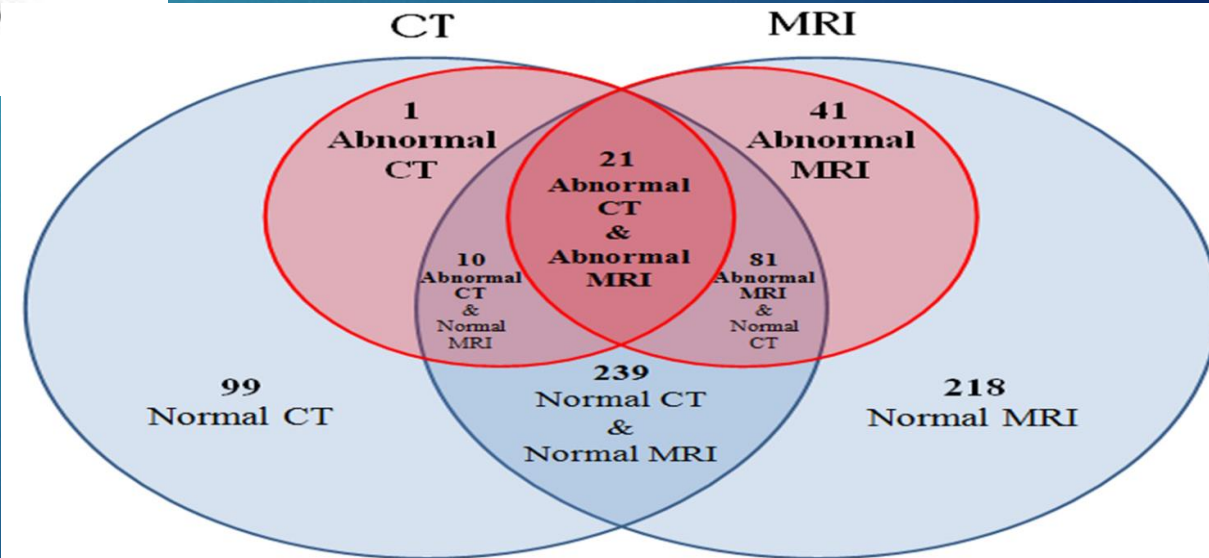 CT
MRI
1
Abnormal
CT
41
Abnormal
MRI
21
Abnormal
CT
&
Abnormal
MRI
10
Abnormal
CT
&
Normal
MRI
81
Abnormal
MRI
&
Normal
CT
99
Normal CT
239
Normal CT
&
Normal MRI
218
Normal MRI